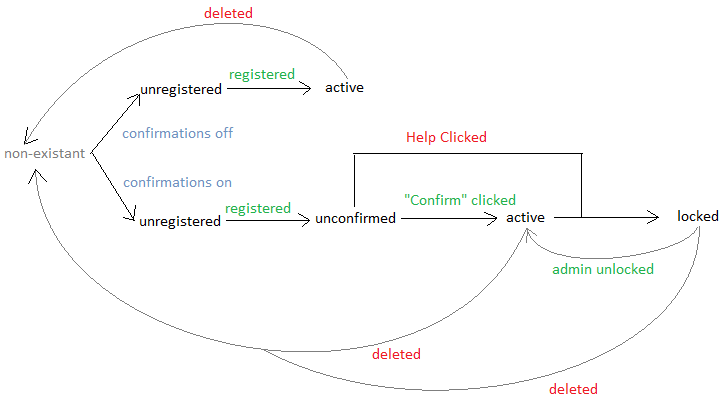 deleted
registered
unregistered
active
confirmations off
Help Clicked
non-existant
confirmations on
"Confirm" clicked
registered
unregistered
unconfirmed
active
locked
admin unlocked
deleted
deleted